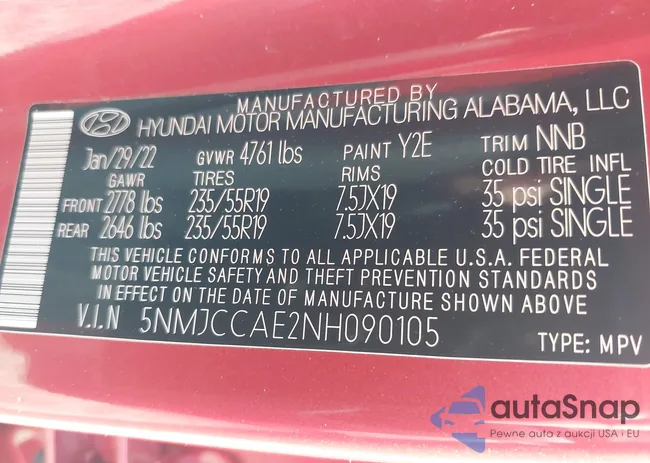 MANUFACTURED BY
HYUNDAI MOTOR MANUFACTURING ALABAMA, LLC
Jan/29/22 GVWR 4761 lbs PAINT Y2E TRIM NNB
GAWR TIRES RIMS COLD TIRE INFL
FRONT 2778 lbs 235/55R19 7.5JX19 35 psi SINGLE
REAR 2646 lbs 235/55R19 7.5JX19 35 psi SINGLE
THIS VEHICLE CONFORMS TO ALL APPLICABLE U.S.A. FEDERAL
MOTOR VEHICLE SAFETY AND THEFT PREVENTION STANDARDS
IN EFFECT ON THE DATE OF MANUFACTURE SHOWN ABOVE
V.I.N 5NMJCCAE2NH090105 TYPE: MPV
autaSnap
Pewne auta z aukcji USA i EU